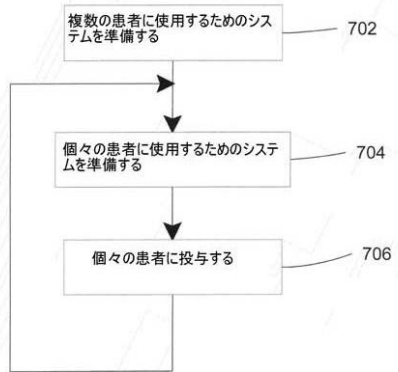 複数の患者に使用するためのシス
テムを準備する
702
個々の患者に使用するためのシステ
ムを準備する
704
個々の患者に投与する
706